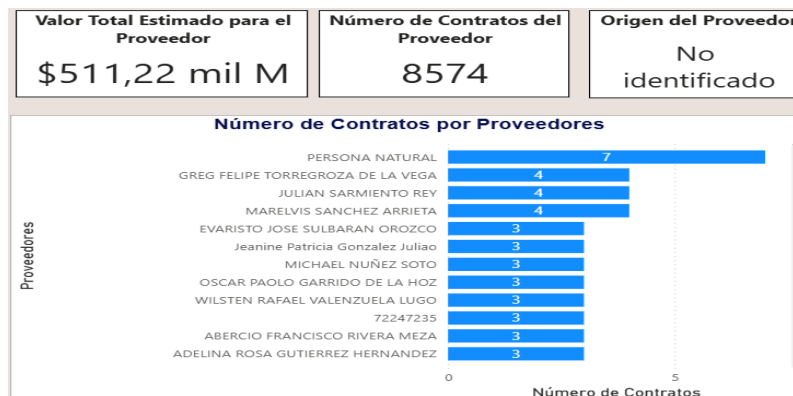 Valor Total Estimado para el
Proveedor
$511,22 mil M
Número de Contratos del
Proveedor
8574
Origen del Proveedor
No
identificado
Número de Contratos por Proveedores
Proveedores
PERSONA NATURAL 7
GREG FELIPE TORREGROZA DE LA VEGA 4
JULIAN SARMIENTO REY 4
MARELVIS SANCHEZ ARRIETA 4
EVARISTO JOSE SULBARAN OROZCO 3
Jeanine Patricia Gonzalez Juliao 3
MICHAEL NUÑEZ SOTO 3
OSCAR PAOLO GARRIDO DE LA HOZ 3
WILSTEN RAFAEL VALENZUELA LUGO 3
72247235 3
ABERCIO FRANCISCO RIVERA MEZA 3
ADELINA ROSA GUTIERREZ HERNANDEZ 3
0 5
Número de Contratos